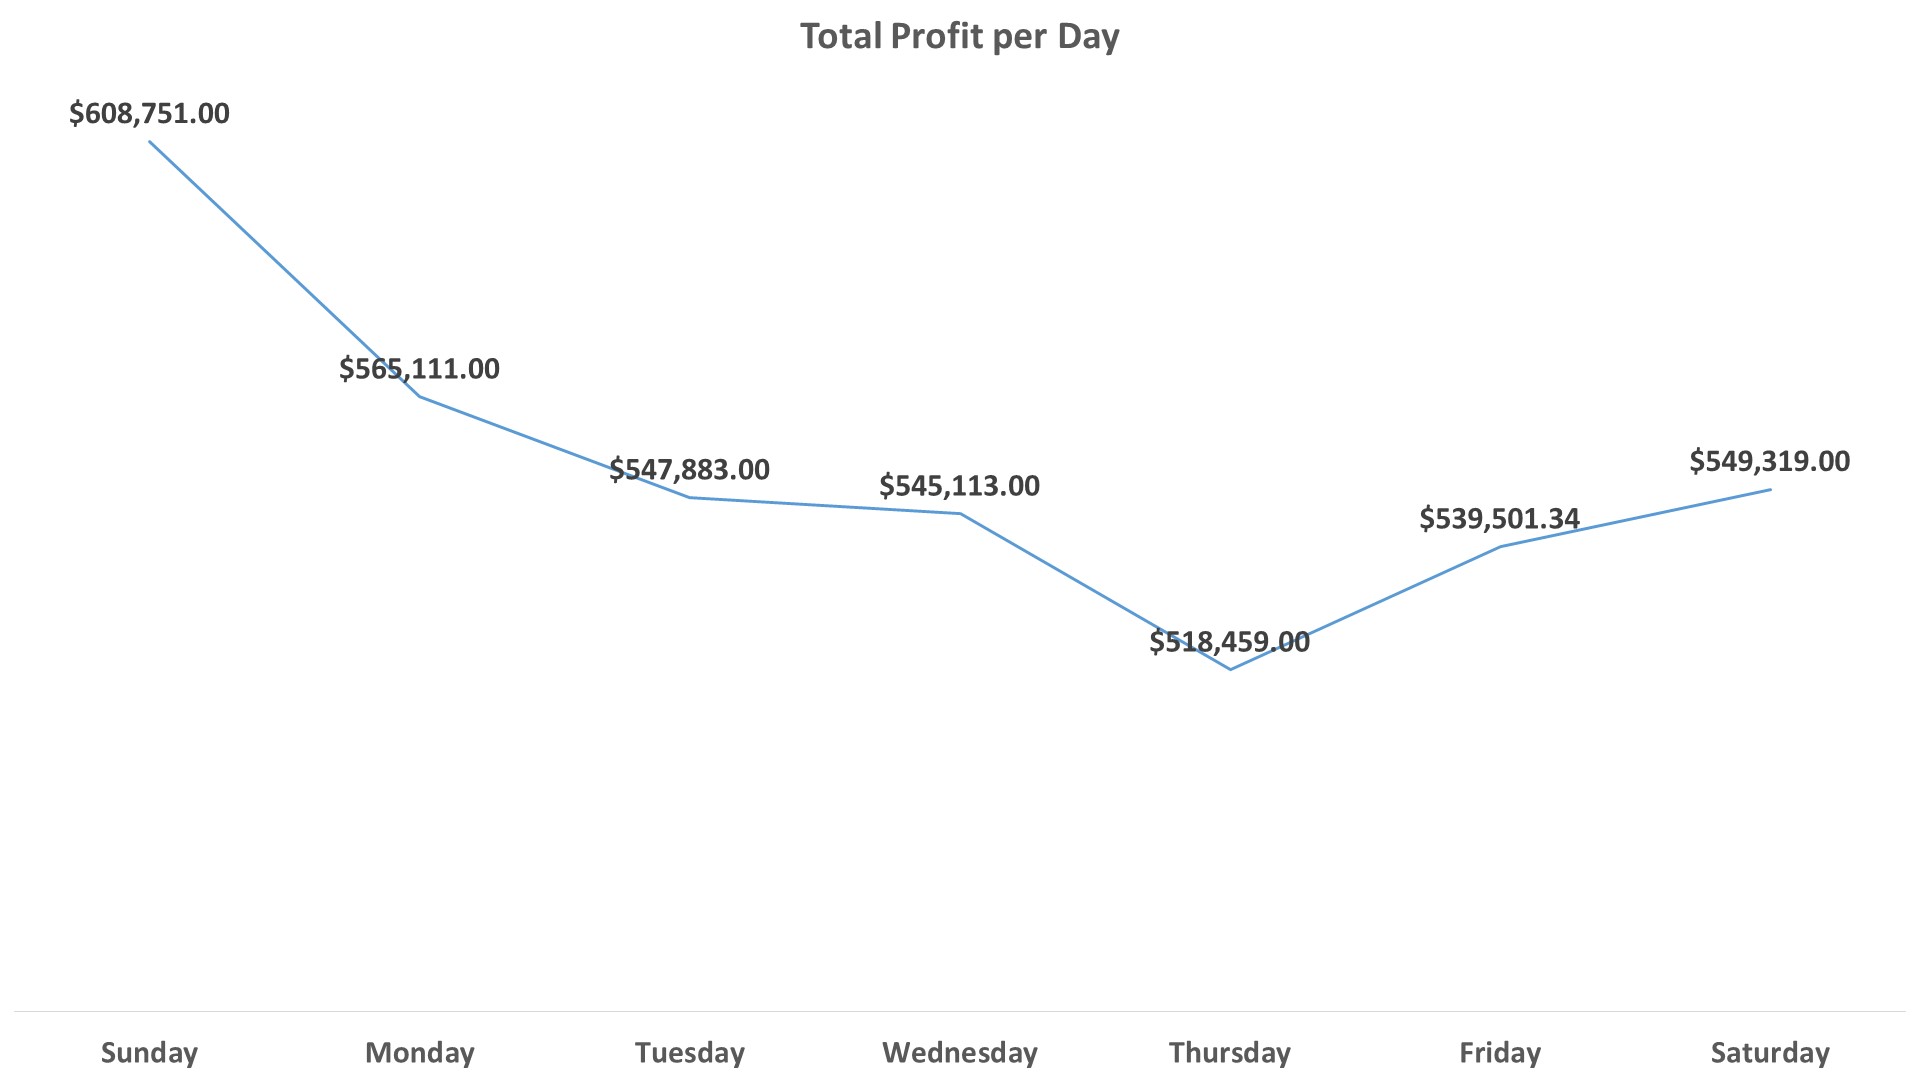 Total Profit per Day
$608,751.00
$565,111.00
$547,883.00
$545,113.00
$518,459.00
$539,501.34
$549,319.00
Sunday
Monday
Tuesday
Wednesday
Thursday
Friday
Saturday